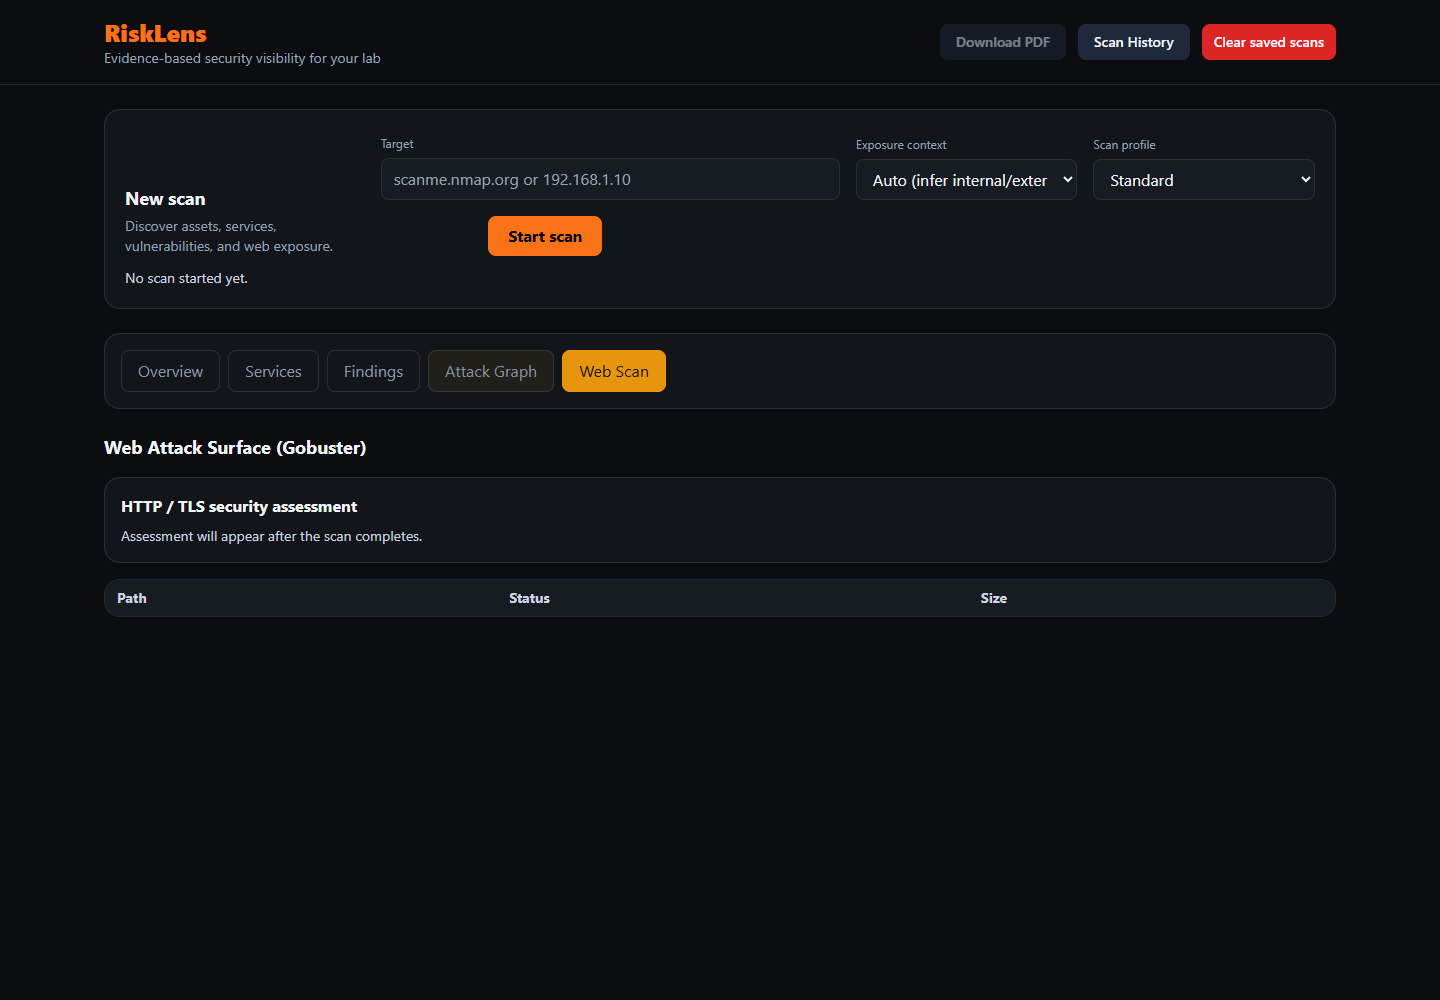 RiskLens
Evidence-based security visibility for your lab
Download PDF
Scan History
Clear saved scans
New scan
Discover assets, services,
vulnerabilities, and web exposure.
No scan started yet.
Target
scanme.nmap.org or 192.168.1.10
Exposure context
Auto (infer internal/exter
Scan profile
Standard
Start scan
Overview
Services
Findings
Attack Graph
Web Scan
Web Attack Surface (Gobuster)
HTTP / TLS security assessment
Assessment will appear after the scan completes.
Path
Status
Size